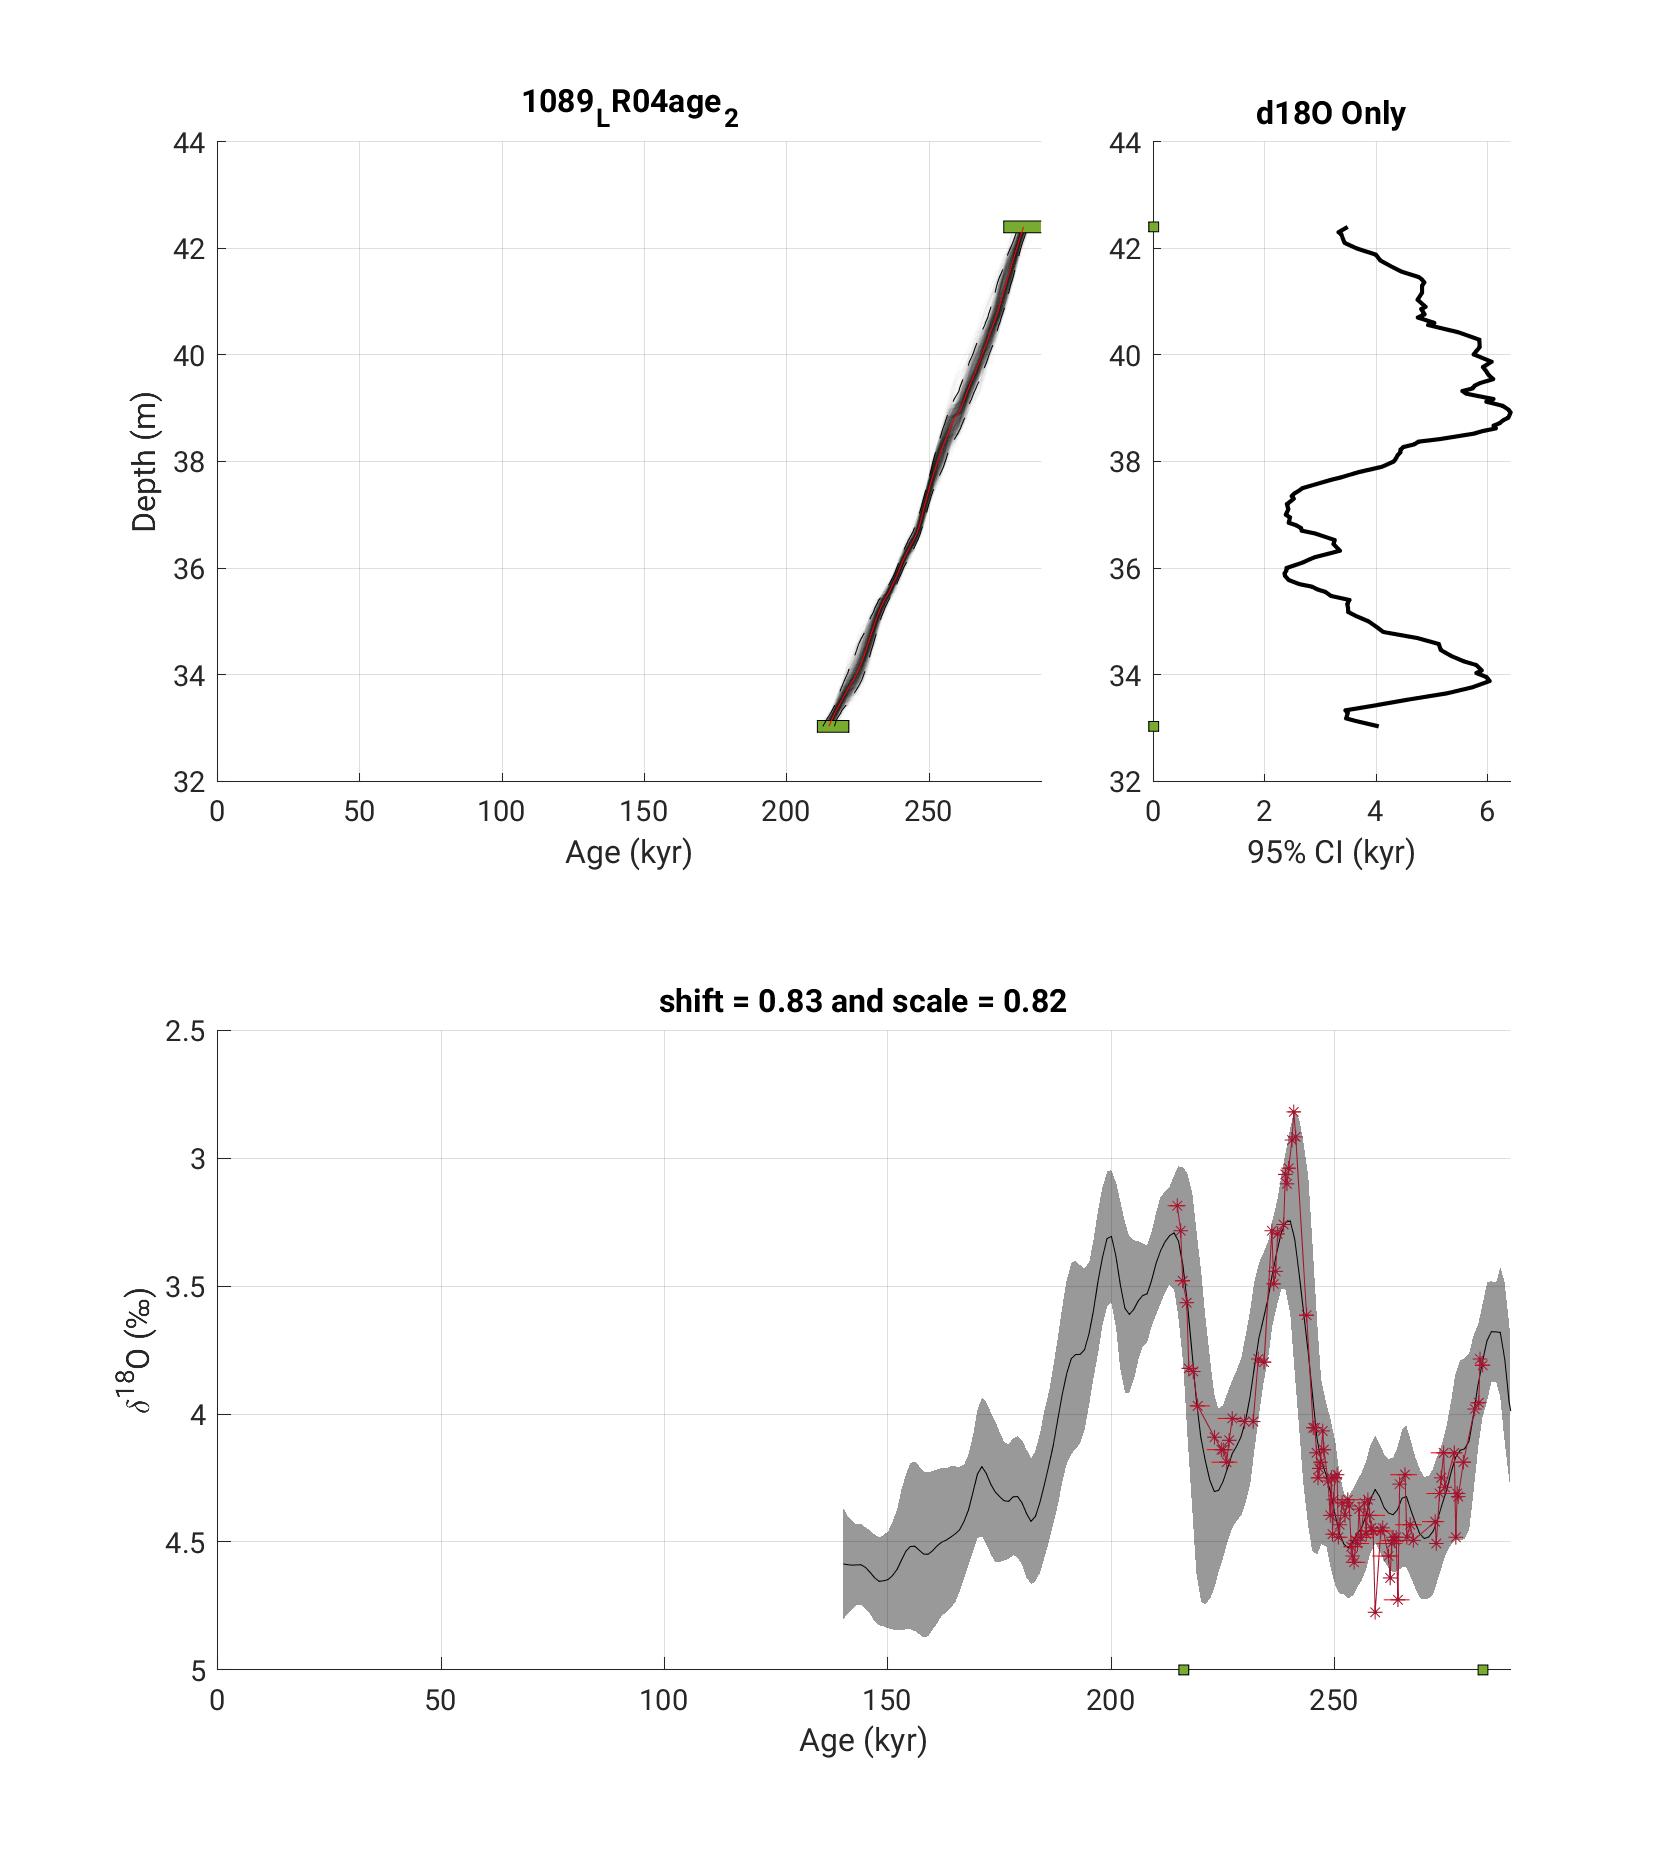 1089LR04age2
44
42
40
38
36
34
32
Depth (m)
0 50 100 150 200 250
Age (kyr)
d18O Only
44
42
40
38
36
34
32
0 2 4 6
95% CI (kyr)
shift = 0.83 and scale = 0.82
2.5
3
3.5
4
4.5
5
δ18O (‰)
0 50 100 150 200 250
Age (kyr)